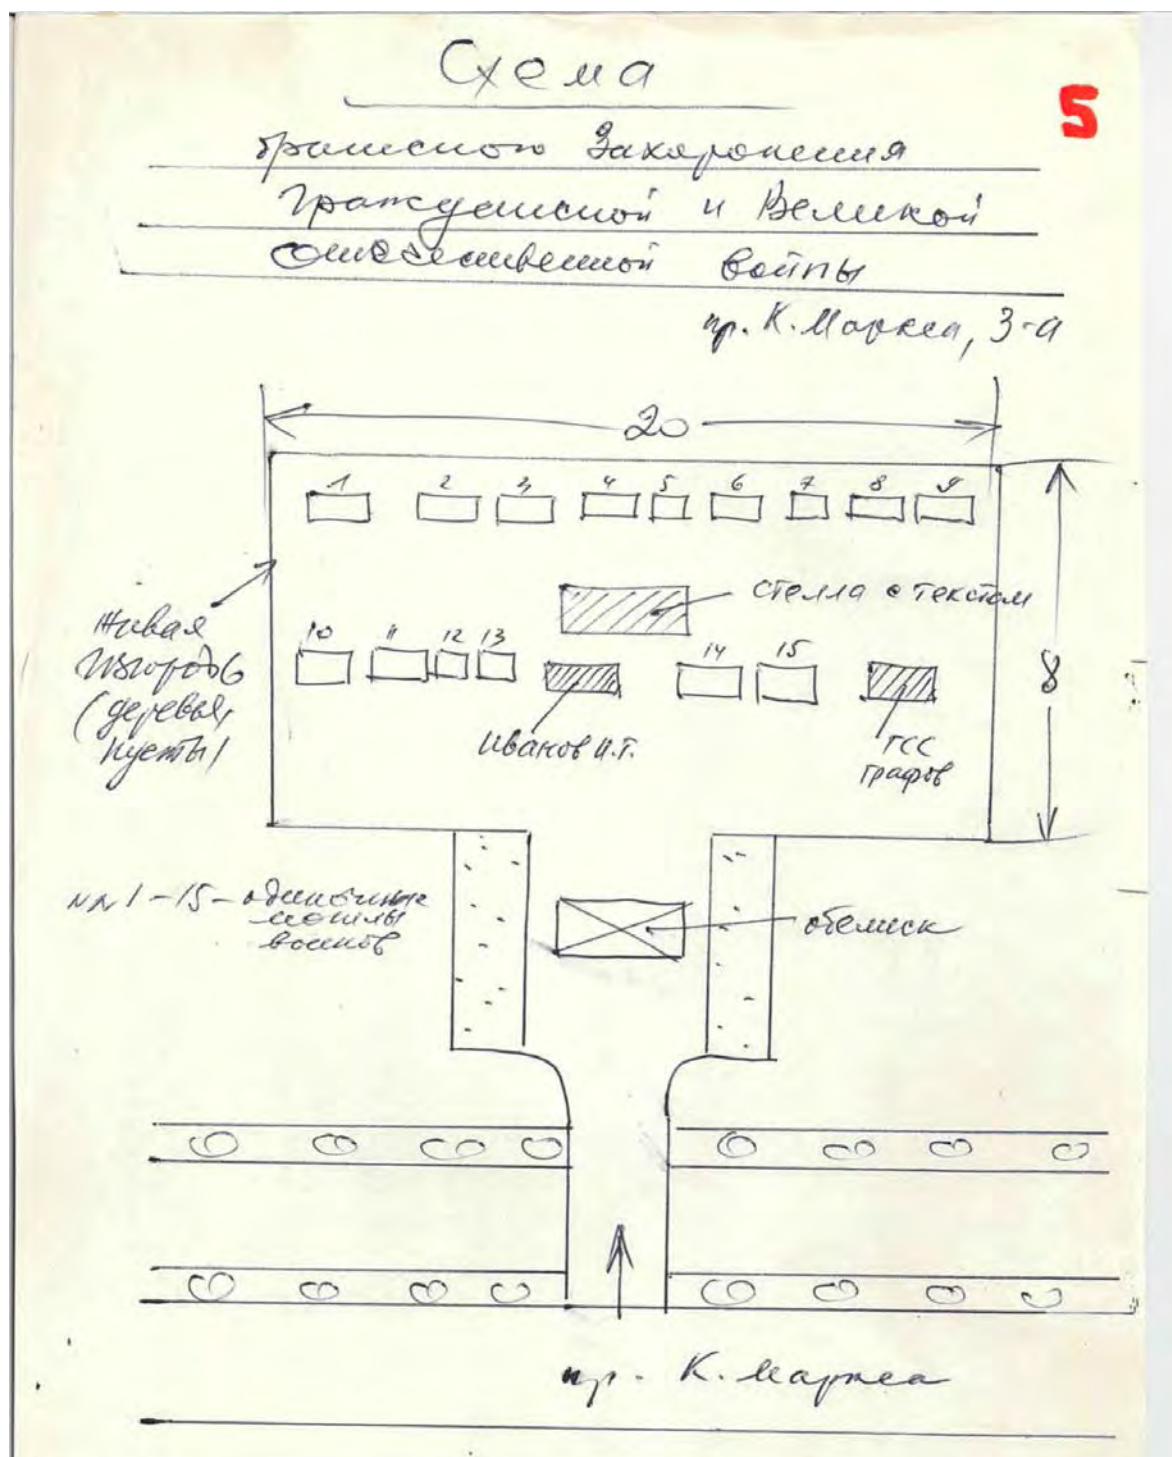 Схема
5
братского Захоронения
Гражданской и Великой
Отечественной войны
пр. К. Маркса, 3-а
20
1 2 3 4 5 6 7 8 9
стелла с текстом
Живая
изгородь
(деревья,
кусты)
10 11 12 13 14 15
8
Иванов И.Т.
ГСС
Графов
№№ 1-15 - одиночные
могилы
воинов
обелиск
пр. К. Маркса